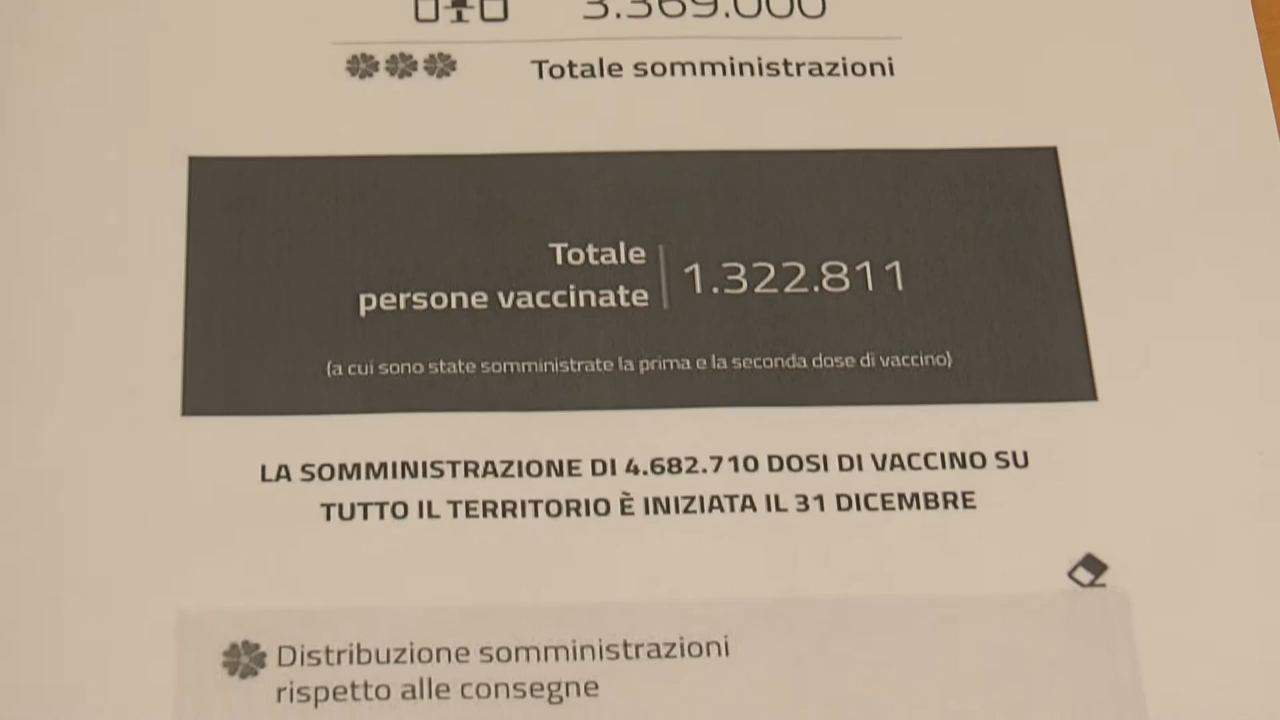 3.369.000
Totale somministrazioni
Totale
persone vaccinate
1.322.811
(a cui sono state somministrate la prima e la seconda dose di vaccino)
LA SOMMINISTRAZIONE DI 4.682.710 DOSI DI VACCINO SU
TUTTO IL TERRITORIO È INIZIATA IL 31 DICEMBRE
Distribuzione somministrazioni
rispetto alle consegne